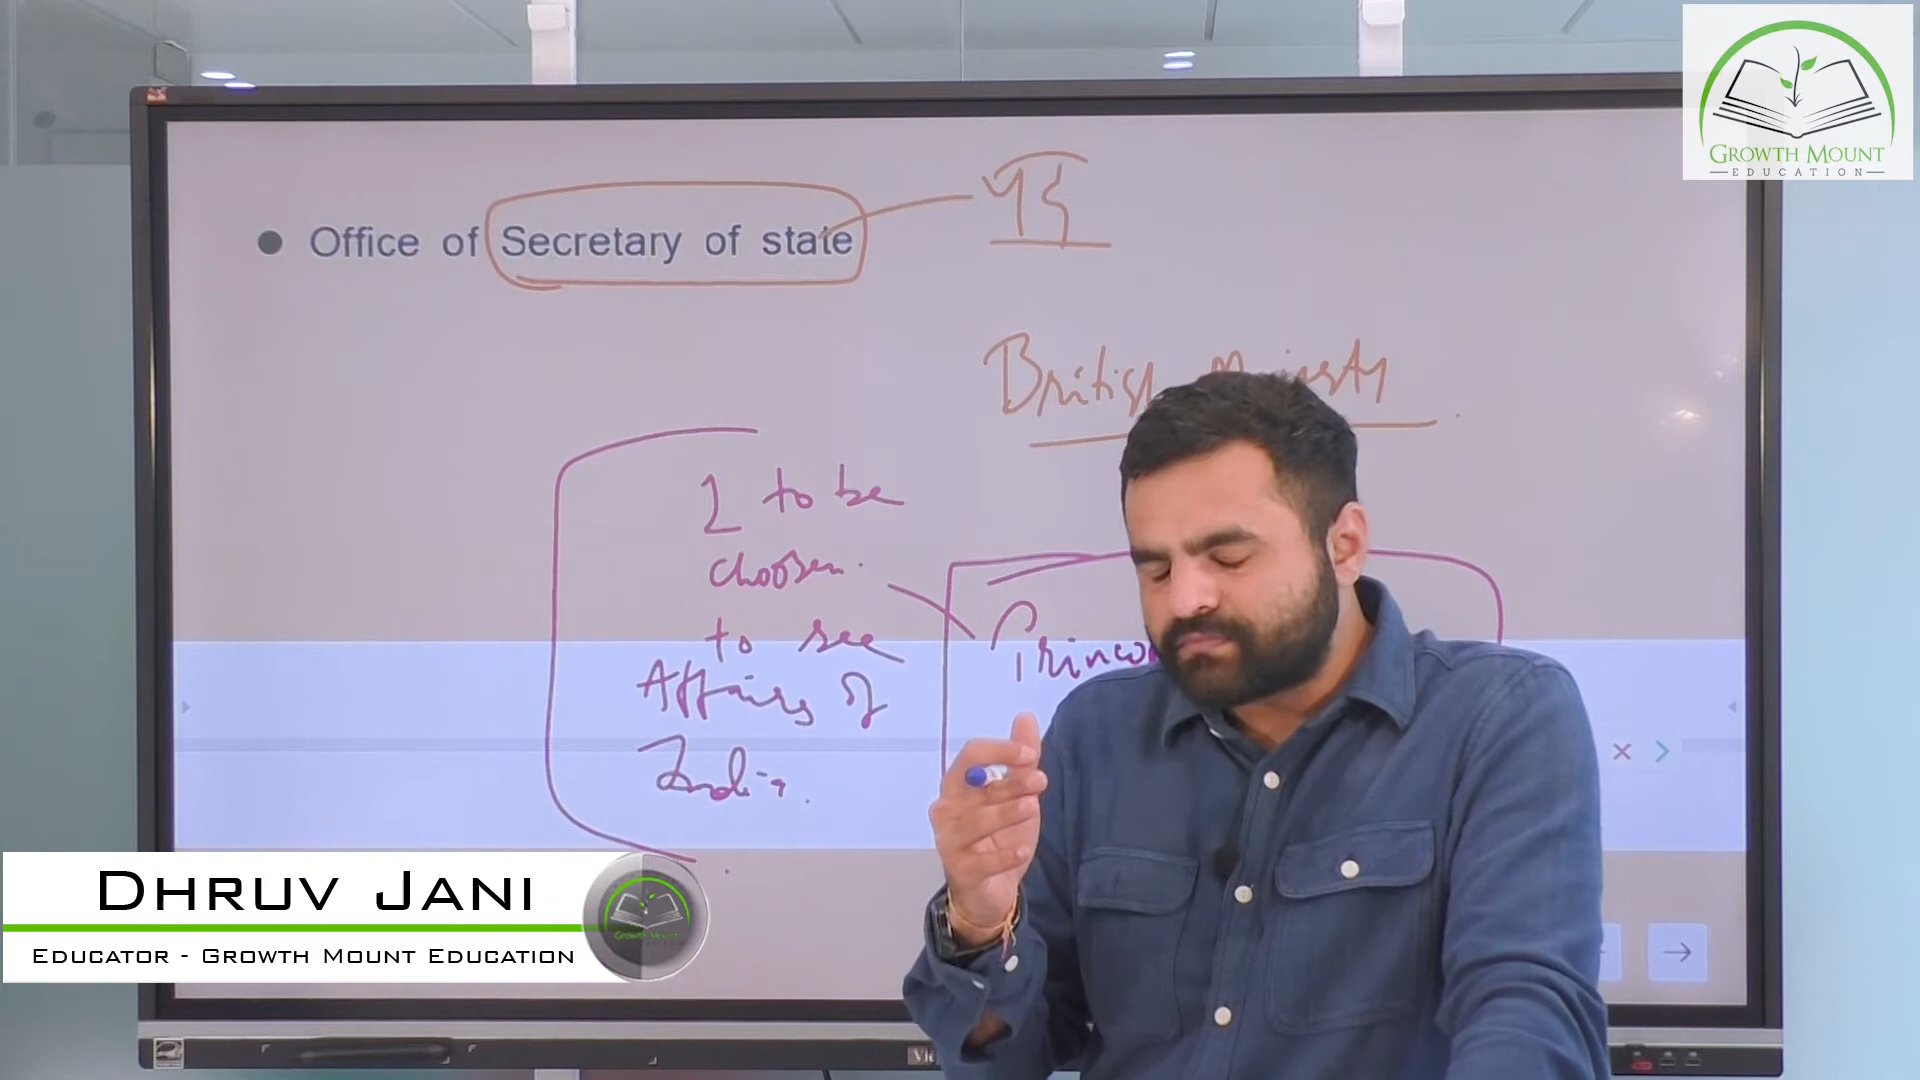 GROWTH MOUNT
EDUCATION
● Office of Secretary of state
British
1 to be
choosen.
to see
Affairs of
India.
DHRUV JANI
EDUCATOR - GROWTH MOUNT EDUCATION